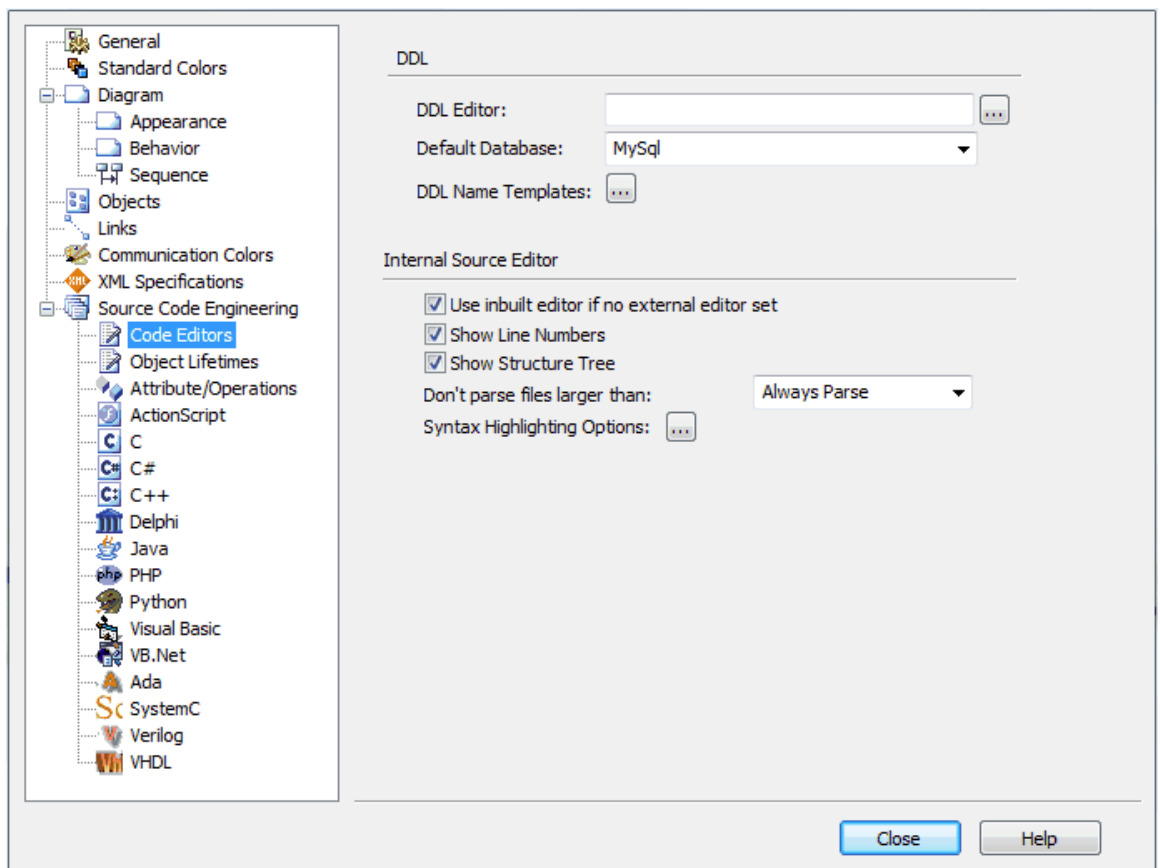 General
Standard Colors
Diagram
Appearance
Behavior
Sequence
Objects
Links
Communication Colors
XML Specifications
Source Code Engineering
Code Editors
Object Lifetimes
Attribute/Operations
ActionScript
C
C#
C++
Delphi
Java
php PHP
Python
Visual Basic
VB.Net
Ada
SystemC
Verilog
VHDL
DDL
DDL Editor: ...
Default Database: MySql
DDL Name Templates: ...
Internal Source Editor
Use inbuilt editor if no external editor set
Show Line Numbers
Show Structure Tree
Don't parse files larger than: Always Parse
Syntax Highlighting Options: ...
Close Help